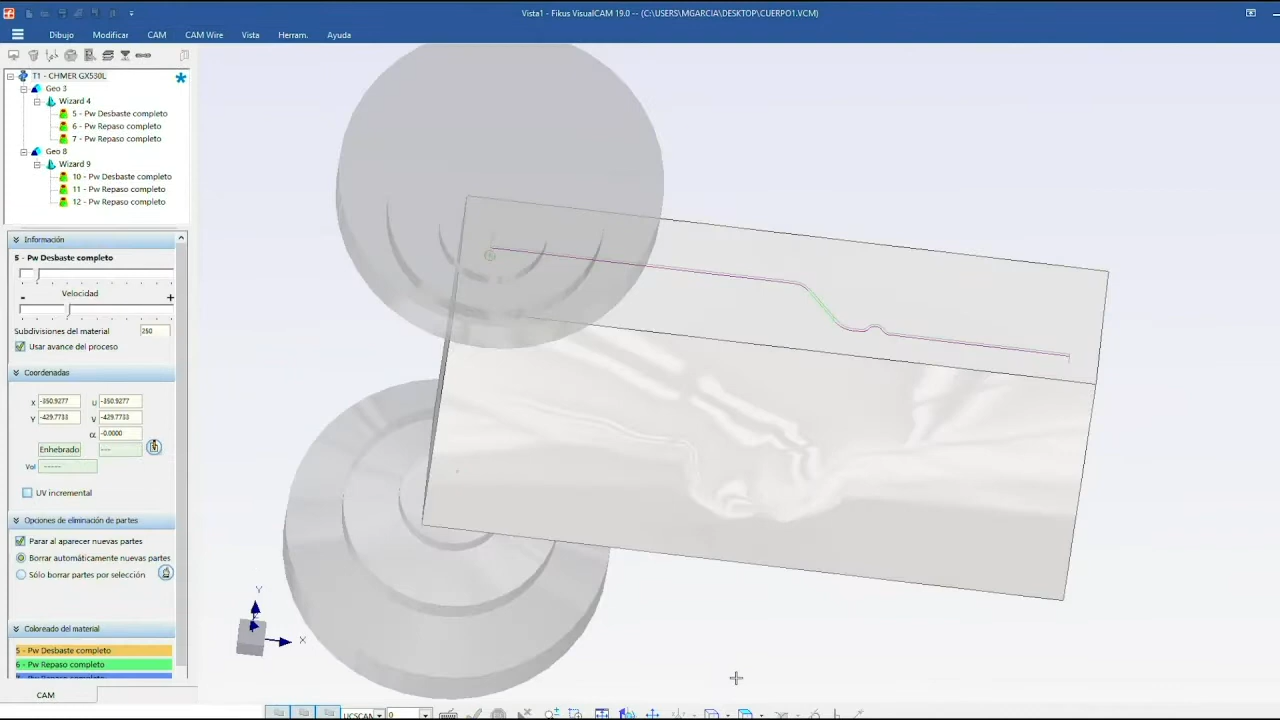 Vista1 - Fikus VisualCAM 19.0 -- (C:\USERS\MGARCIA\DESKTOP\CUERPO1.VCM)
Dibujo Modificar CAM CAM Wire Vista Herram. Ayuda
T1 - CHMER GX530L
Geo 3
Wizard 4
5 - Pw Desbaste completo
6 - Pw Repaso completo
7 - Pw Repaso completo
Geo 8
Wizard 9
10 - Pw Desbaste completo
11 - Pw Repaso completo
12 - Pw Repaso completo
Información
5 - Pw Desbaste completo
Velocidad
- +
Subdivisiones del material 250
Usar avance del proceso
Coordenadas
X -350.9277 U -350.9277
Y -429.7733 V -429.7733
α -0.0000
Enhebrado ---
Vol ------
UV incremental
Opciones de eliminación de partes
Parar al aparecer nuevas partes
Borrar automáticamente nuevas partes
Sólo borrar partes por selección
Coloreado del material
5 - Pw Desbaste completo
6 - Pw Repaso completo
CAM
Y
X
UCSCAM 0